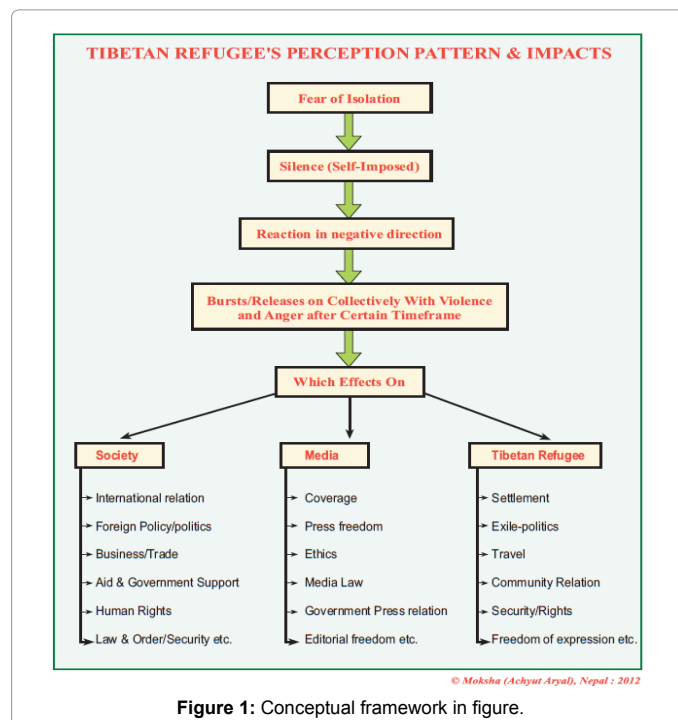 TIBETAN REFUGEE'S PERCEPTION PATTERN & IMPACTS
Fear of Isolation
Silence (Self-Imposed)
Reaction in negative direction
Bursts/Releases on Collectively With Violence
and Anger after Certain Timeframe
Which Effects On
Society
International relation
Foreign Policy/politics
Business/Trade
Aid & Government Support
Human Rights
Law & Order/Security etc.
Media
Coverage
Press freedom
Ethics
Media Law
Government Press relation
Editorial freedom etc.
Tibetan Refugee
Settlement
Exile-politics
Travel
Community Relation
Security/Rights
Freedom of expression etc.
© Moksha (Achyut Aryal), Nepal : 2012
Figure 1: Conceptual framework in figure.